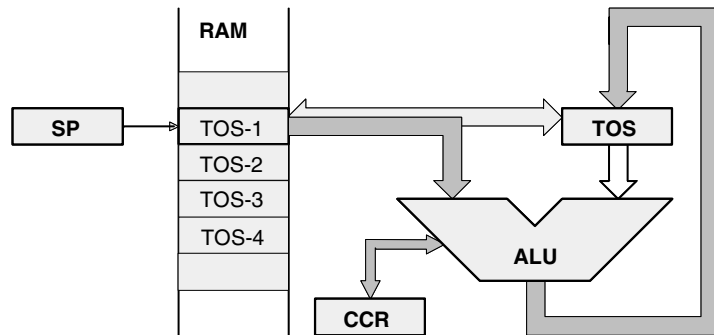 RAM
SP
TOS-1
TOS
TOS-2
TOS-3
TOS-4
ALU
CCR